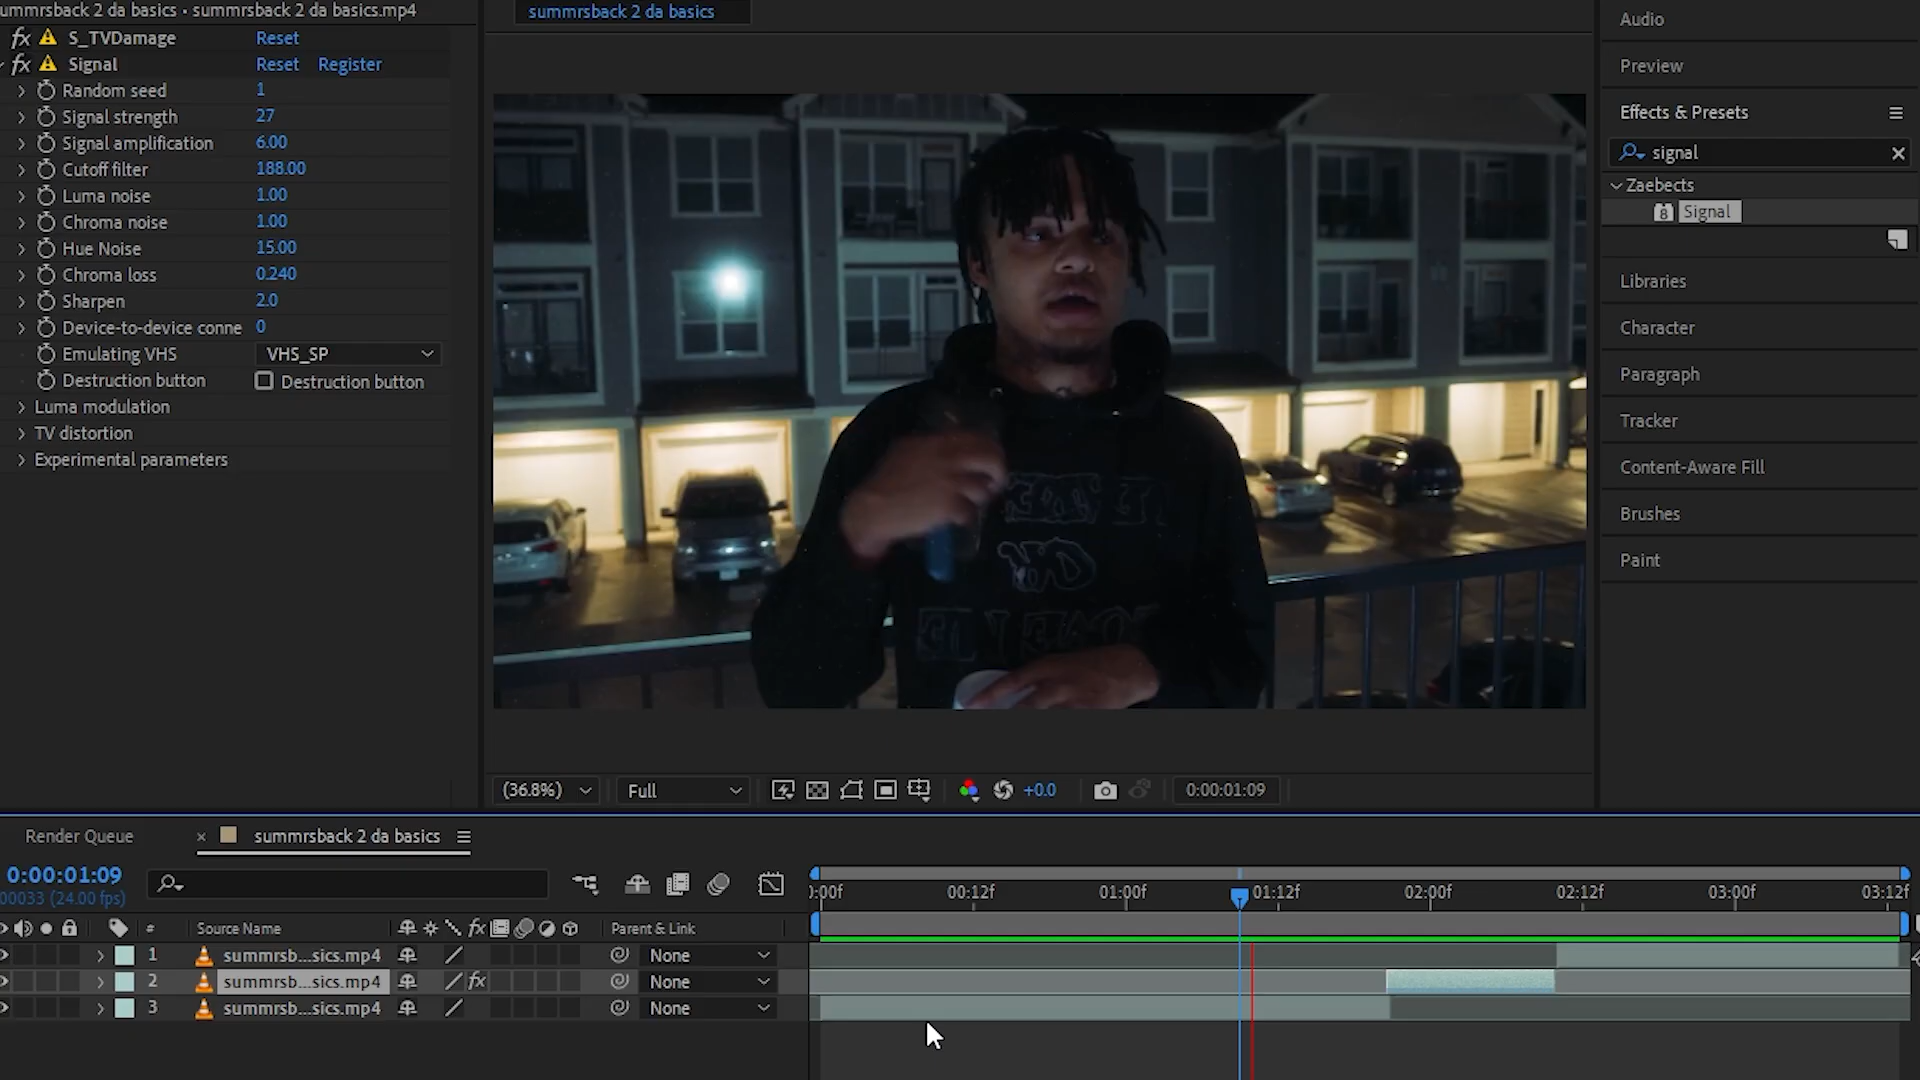 ummrsback 2 da basics • summrsback 2 da basics.mp4
fx S_TVDamage Reset
fx Signal Reset Register
Random seed 1
Signal strength 27
Signal amplification 6.00
Cutoff filter 188.00
Luma noise 1.00
Chroma noise 1.00
Hue Noise 15.00
Chroma loss 0.240
Sharpen 2.0
Device-to-device conne 0
Emulating VHS VHS_SP
Destruction button Destruction button
Luma modulation
TV distortion
Experimental parameters
summrsback 2 da basics
(36.8%) Full +0.0 0:00:01:09
Audio
Preview
Effects & Presets
signal
Zaebects
8 Signal
Libraries
Character
Paragraph
Tracker
Content-Aware Fill
Brushes
Paint
Render Queue × summrsback 2 da basics
0:00:01:09
00033 (24.00 fps)
# Source Name fx Parent & Link
1 summrsb...sics.mp4 None
2 summrsb...sics.mp4 fx None
3 summrsb...sics.mp4 None
):00f 00:12f 01:00f 01:12f 02:00f 02:12f 03:00f 03:12f